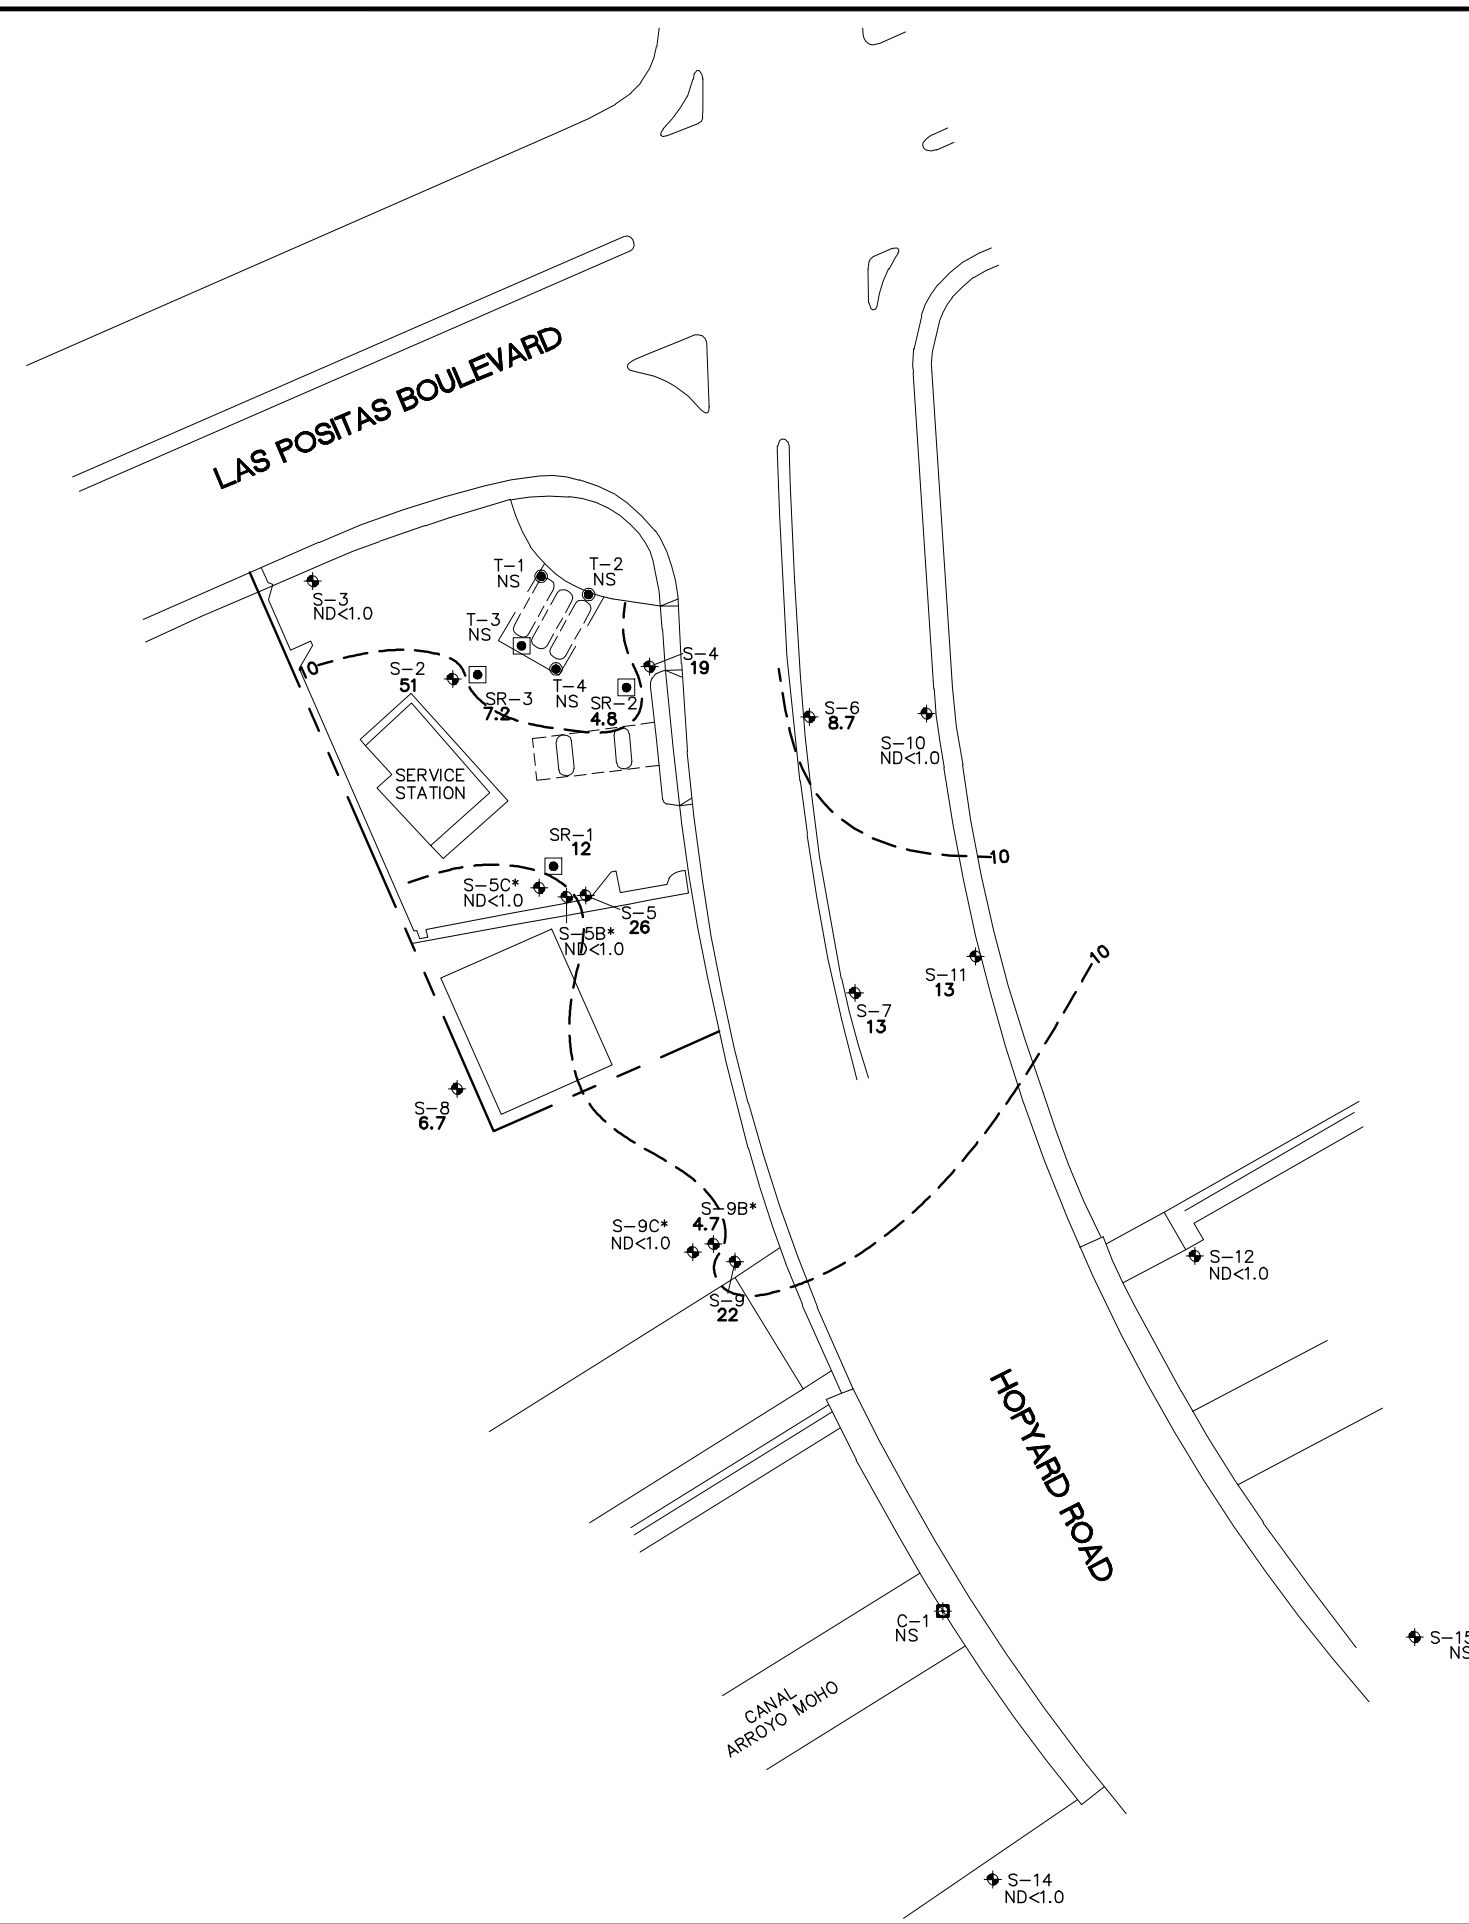 LAS POSITAS BOULEVARD
T-1
NS
T-2
NS
S-3
ND<1.0
T-3
NS
10
S-2
51
S-4
19
SR-3
7.2
T-4
NS
SR-2
4.8
S-6
8.7
S-10
ND<1.0
SERVICE
STATION
SR-1
12
10
S-5C*
ND<1.0
S-5
26
S-5B*
ND<1.0
10
S-11
13
S-7
13
S-8
6.7
S-9B*
4.7
S-9C*
ND<1.0
S-12
ND<1.0
S-9
22
HOPYARD ROAD
C-1
NS
S-15
NS
CANAL
ARROYO MOHO
S-14
ND<1.0